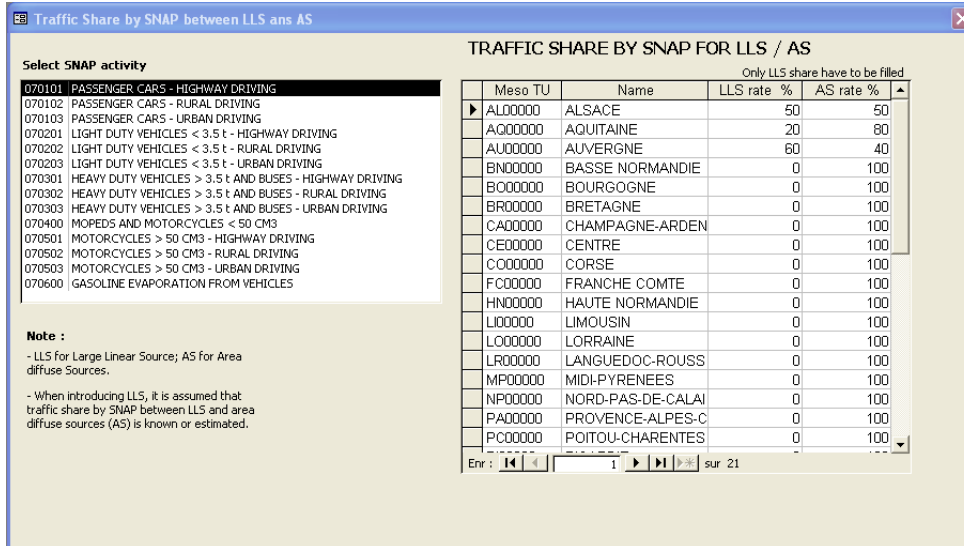 Traffic Share by SNAP between LLS ans AS
Select SNAP activity
070101 PASSENGER CARS - HIGHWAY DRIVING
070102 PASSENGER CARS - RURAL DRIVING
070103 PASSENGER CARS - URBAN DRIVING
070201 LIGHT DUTY VEHICLES < 3.5 t - HIGHWAY DRIVING
070202 LIGHT DUTY VEHICLES < 3.5 t - RURAL DRIVING
070203 LIGHT DUTY VEHICLES < 3.5 t - URBAN DRIVING
070301 HEAVY DUTY VEHICLES > 3.5 t AND BUSES - HIGHWAY DRIVING
070302 HEAVY DUTY VEHICLES > 3.5 t AND BUSES - RURAL DRIVING
070303 HEAVY DUTY VEHICLES > 3.5 t AND BUSES - URBAN DRIVING
070400 MOPEDS AND MOTORCYCLES < 50 CM3
070501 MOTORCYCLES > 50 CM3 - HIGHWAY DRIVING
070502 MOTORCYCLES > 50 CM3 - RURAL DRIVING
070503 MOTORCYCLES > 50 CM3 - URBAN DRIVING
070600 GASOLINE EVAPORATION FROM VEHICLES
Note :
- LLS for Large Linear Source; AS for Area
diffuse Sources.
- When introducing LLS, it is assumed that
traffic share by SNAP between LLS and area
diffuse sources (AS) is known or estimated.
TRAFFIC SHARE BY SNAP FOR LLS / AS
Only LLS share have to be filled
Meso TU Name LLS rate % AS rate %
AL00000 ALSACE 50 50
AQ00000 AQUITAINE 20 80
AU00000 AUVERGNE 60 40
BN00000 BASSE NORMANDIE 0 100
BO00000 BOURGOGNE 0 100
BR00000 BRETAGNE 0 100
CA00000 CHAMPAGNE-ARDEN 0 100
CE00000 CENTRE 0 100
CO00000 CORSE 0 100
FC00000 FRANCHE COMTE 0 100
HN00000 HAUTE NORMANDIE 0 100
LI00000 LIMOUSIN 0 100
LO00000 LORRAINE 0 100
LR00000 LANGUEDOC-ROUSS 0 100
MP00000 MIDI-PYRENEES 0 100
NP00000 NORD-PAS-DE-CALAI 0 100
PA00000 PROVENCE-ALPES-C 0 100
PC00000 POITOU-CHARENTES 0 100
Enr : 1 sur 21